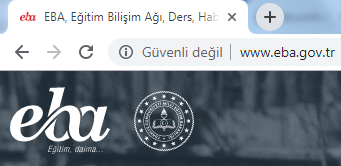 eba EBA, Eğitim Bilişim Ağı, Ders, Hab
Güvenli değil www.eba.gov.tr
eba
Eğitim, daima...